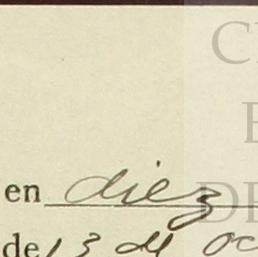 en diez
de 13 de oc